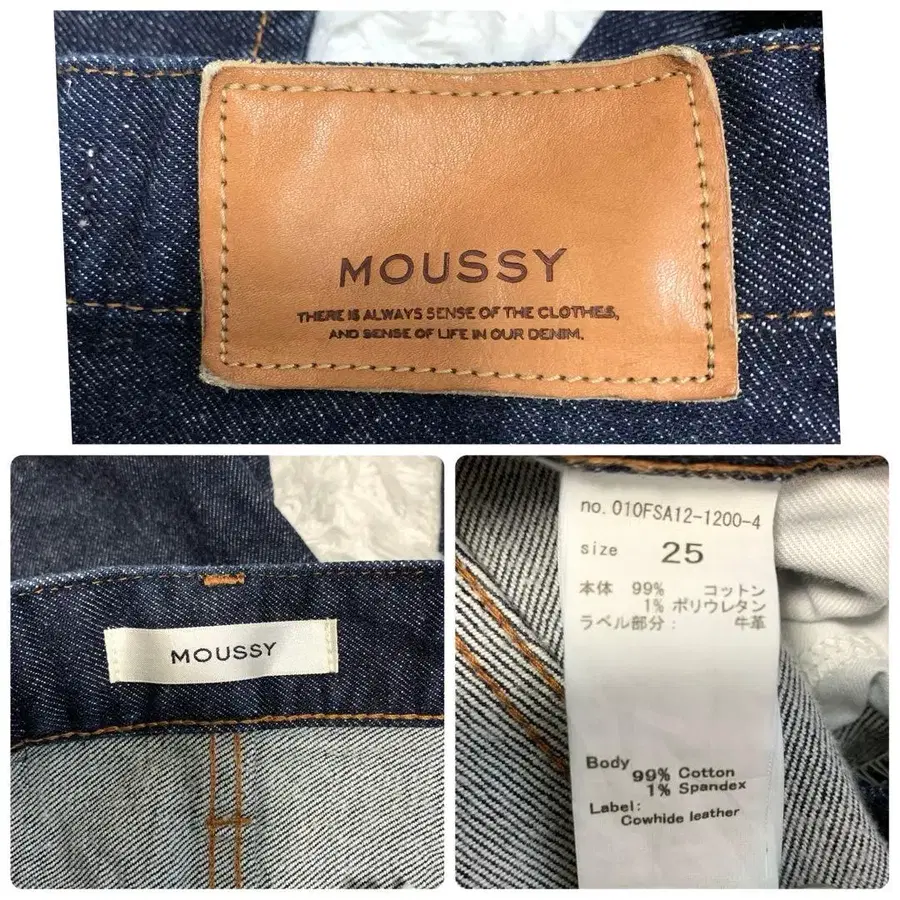 MOUSSY
THERE IS ALWAYS SENSE OF THE CLOTHES,
AND SENSE OF LIFE IN OUR DENIM.
MOUSSY
no. 010FSA12-1200-4
size 25
本体 99% コットン
1% ポリウレタン
ラベル部分： 牛革
Body
99% Cotton
1% Spandex
Label:
Cowhide leather